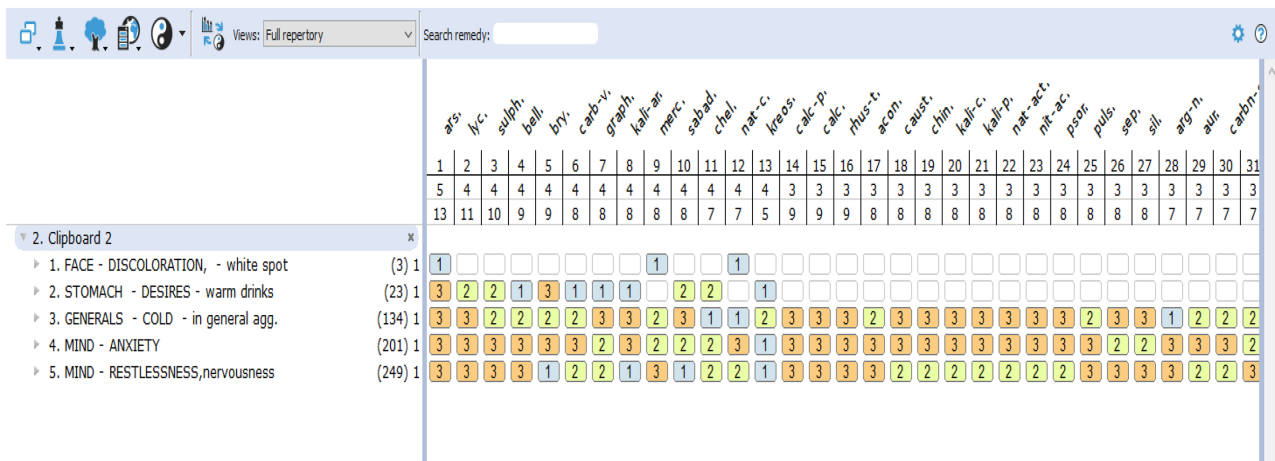 Views: Full repertory Search remedy:
ars. lyc. sulph. bell. bry. carb-v. graph. kali-ar. merc. sabad. chel. nat-c. kreos. calc-p. calc. rhus-t. acon. caust. chin. kali-c. kali-p. nat-act. nit-ac. psor. puls. sep. sil. arg-n. aur. carbn-
1 2 3 4 5 6 7 8 9 10 11 12 13 14 15 16 17 18 19 20 21 22 23 24 25 26 27 28 29 30 31
5 4 4 4 4 4 4 4 4 4 4 4 4 3 3 3 3 3 3 3 3 3 3 3 3 3 3 3 3 3 3
13 11 10 9 9 8 8 8 8 8 7 7 5 9 9 9 8 8 8 8 8 8 8 8 8 8 8 7 7 7 7
2. Clipboard 2 x
1. FACE - DISCOLORATION, - white spot (3) 1 1 1 1
2. STOMACH - DESIRES - warm drinks (23) 1 3 2 2 1 3 1 1 1 2 2 1
3. GENERALS - COLD - in general agg. (134) 1 3 3 2 2 2 2 3 3 2 3 1 1 2 3 3 3 2 3 3 3 3 3 3 3 2 3 3 1 2 2 2
4. MIND - ANXIETY (201) 1 3 3 3 3 3 3 2 3 2 2 2 3 1 3 3 3 3 3 3 3 3 3 3 3 3 2 2 3 3 3 2
5. MIND - RESTLESSNESS,nervousness (249) 1 3 3 3 3 1 2 2 1 3 1 2 2 1 3 3 3 3 2 2 2 2 2 2 2 3 3 3 3 2 2 3